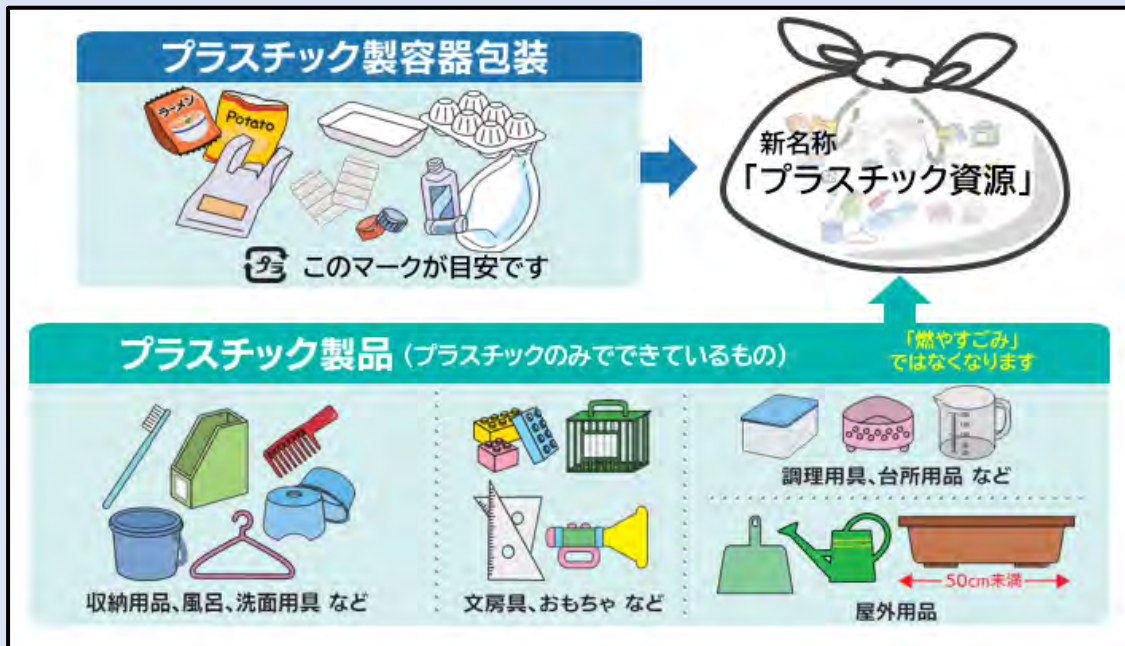 プラスチック製容器包装
ラーメン
Potato
プラ このマークが目安です
新名称
「プラスチック資源」
プラスチック製品(プラスチックのみでできているもの)
「燃やすごみ」
ではなくなります
収納用品、風呂、洗面用具 など
文房具、おもちゃ など
調理用具、台所用品 など
50cm未満
屋外用品